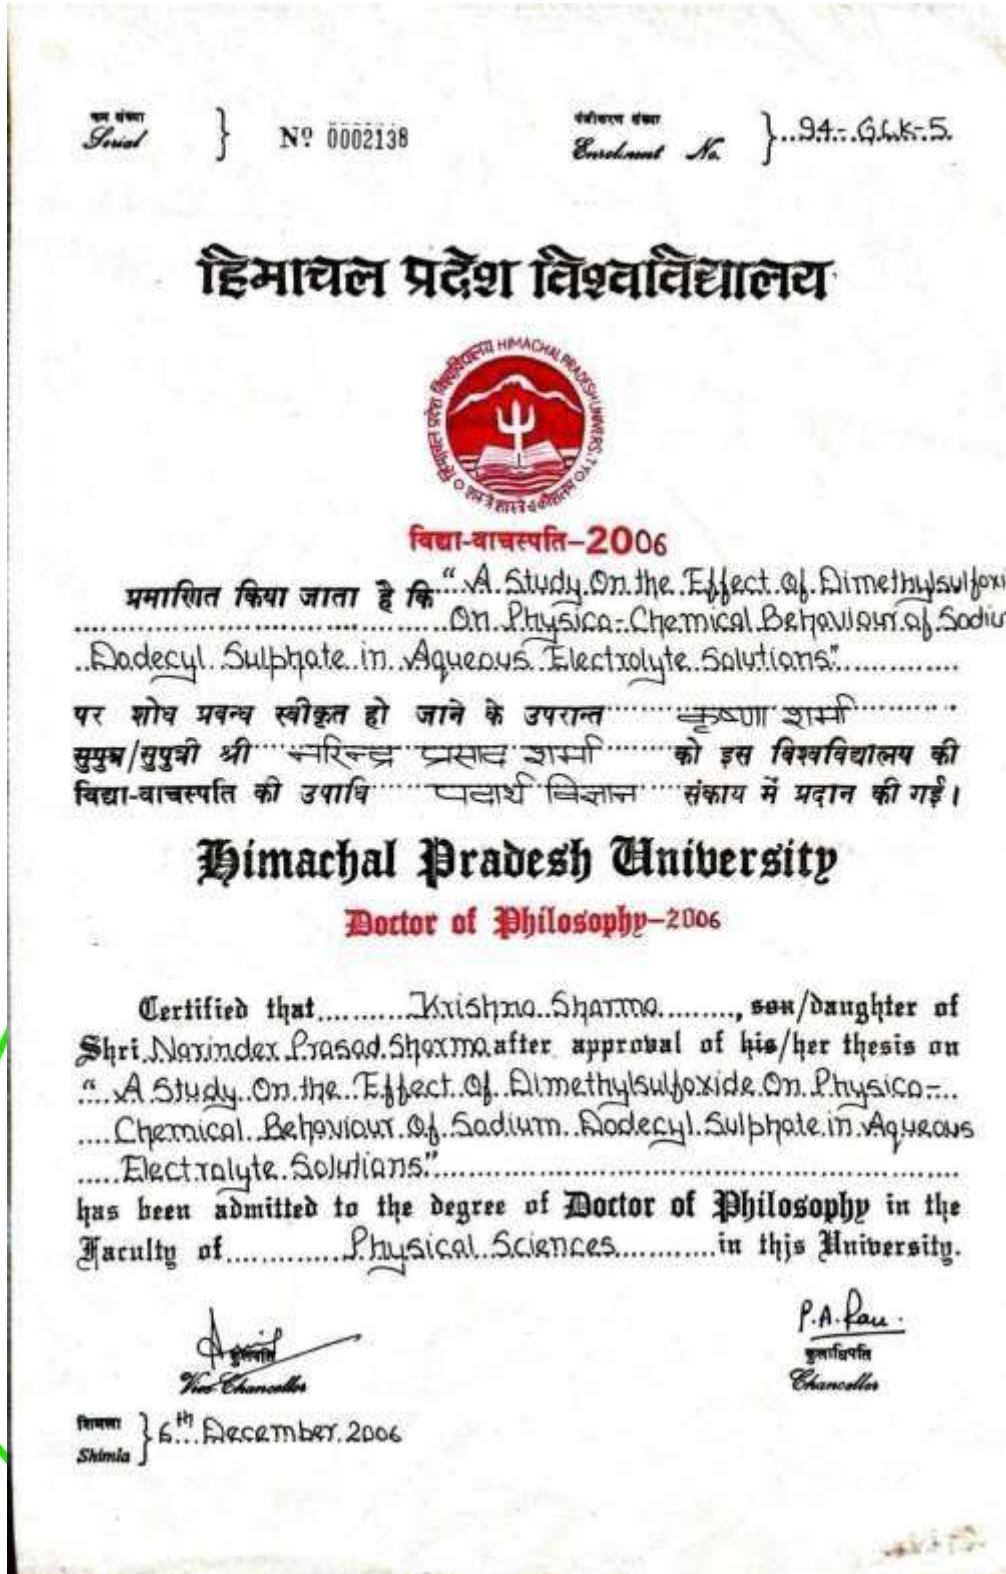 क्रम संख्या
Serial } Nº 0002138
पंजीकरण संख्या
Enrolment No. } 94-GLK-5.
हिमाचल प्रदेश विश्वविद्यालय
हिमाचल प्रदेश विश्वविद्यालय HIMACHAL PRADESH UNIVERSITY
विद्या-वाचस्पति-2006
प्रमाणित किया जाता है कि "A Study On the Effect Of Dimethylsulfoxi
On Physico-Chemical Behaviour of Sodiu
Dodecyl Sulphate in Aqueous Electrolyte Solutions."
पर शोध प्रबन्ध स्वीकृत हो जाने के उपरान्त कृष्णा शर्मा
सुपुत्र/सुपुत्री श्री नरिन्द्र प्रसाद शर्मा को इस विश्वविद्यालय की
विद्या-वाचस्पति की उपाधि पदार्थ विज्ञान संकाय में प्रदान की गई।
Himachal Pradesh University
Doctor of Philosophy-2006
Certified that Krishna Sharma, son/daughter of
Shri Narinder Prasad Sharma after approval of his/her thesis on
"A Study On the Effect Of Dimethylsulfoxide On Physico-
Chemical Behaviour Of Sodium Dodecyl Sulphate in Aqueous
Electrolyte Solutions."
has been admitted to the degree of Doctor of Philosophy in the
Faculty of Physical Sciences in this University.
कुलपति
Vice-Chancellor
P.A. Rau.
कुलाधिपति
Chancellor
शिमला
Shimla } 6th December 2006